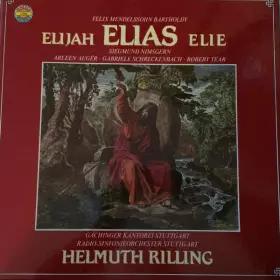 FELIX MENDELSSOHN BARTHOLDY
ELIJAH ELIAS ELIE
SIEGMUND NIMSGERN
ARLEEN AUGÉR · GABRIELE SCHRECKENBACH · ROBERT TEAR
GÄCHINGER KANTOREI STUTTGART
RADIO-SINFONIEORCHESTER STUTTGART
HELMUTH RILLING